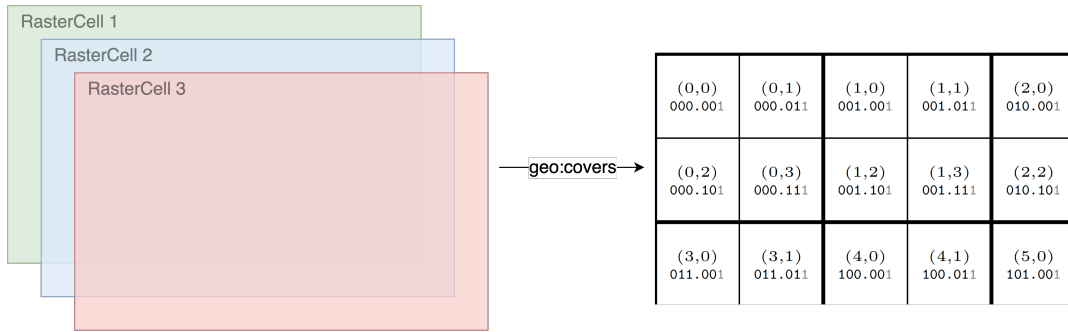 RasterCell 1
RasterCell 2
RasterCell 3
geo:covers
(0,0) (0,1) (1,0) (1,1) (2,0)
000.001 000.011 001.001 001.011 010.001
(0,2) (0,3) (1,2) (1,3) (2,2)
000.101 000.111 001.101 001.111 010.101
(3,0) (3,1) (4,0) (4,1) (5,0)
011.001 011.011 100.001 100.011 101.001